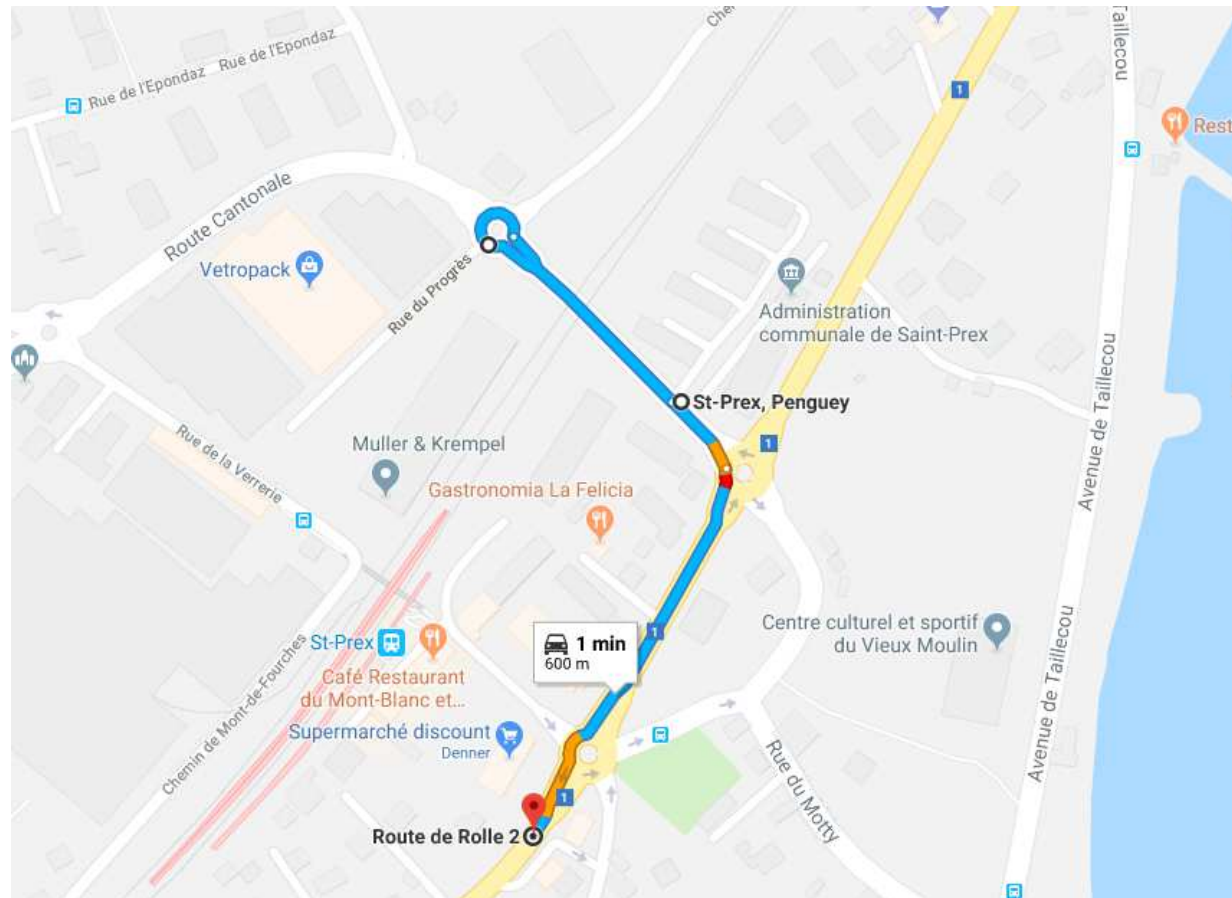 Rue de l'Epondaz
Rue de l'Epondaz
Che
Taillecou
1
Rest
Route Cantonale
Vetropack
Rue du Progrès
Administration
communale de Saint-Prex
St-Prex, Penguey
1
Avenue de Taillecou
Rue de la Verrerie
Muller & Krempel
Gastronomia La Felicia
1 min
600 m
1
Centre culturel et sportif
du Vieux Moulin
St-Prex
Café Restaurant
du Mont-Blanc et...
Chemin de Mont-de-Fourches
Supermarché discount
Denner
Avenue de Taillecou
Rue du Motty
1
Route de Rolle 2